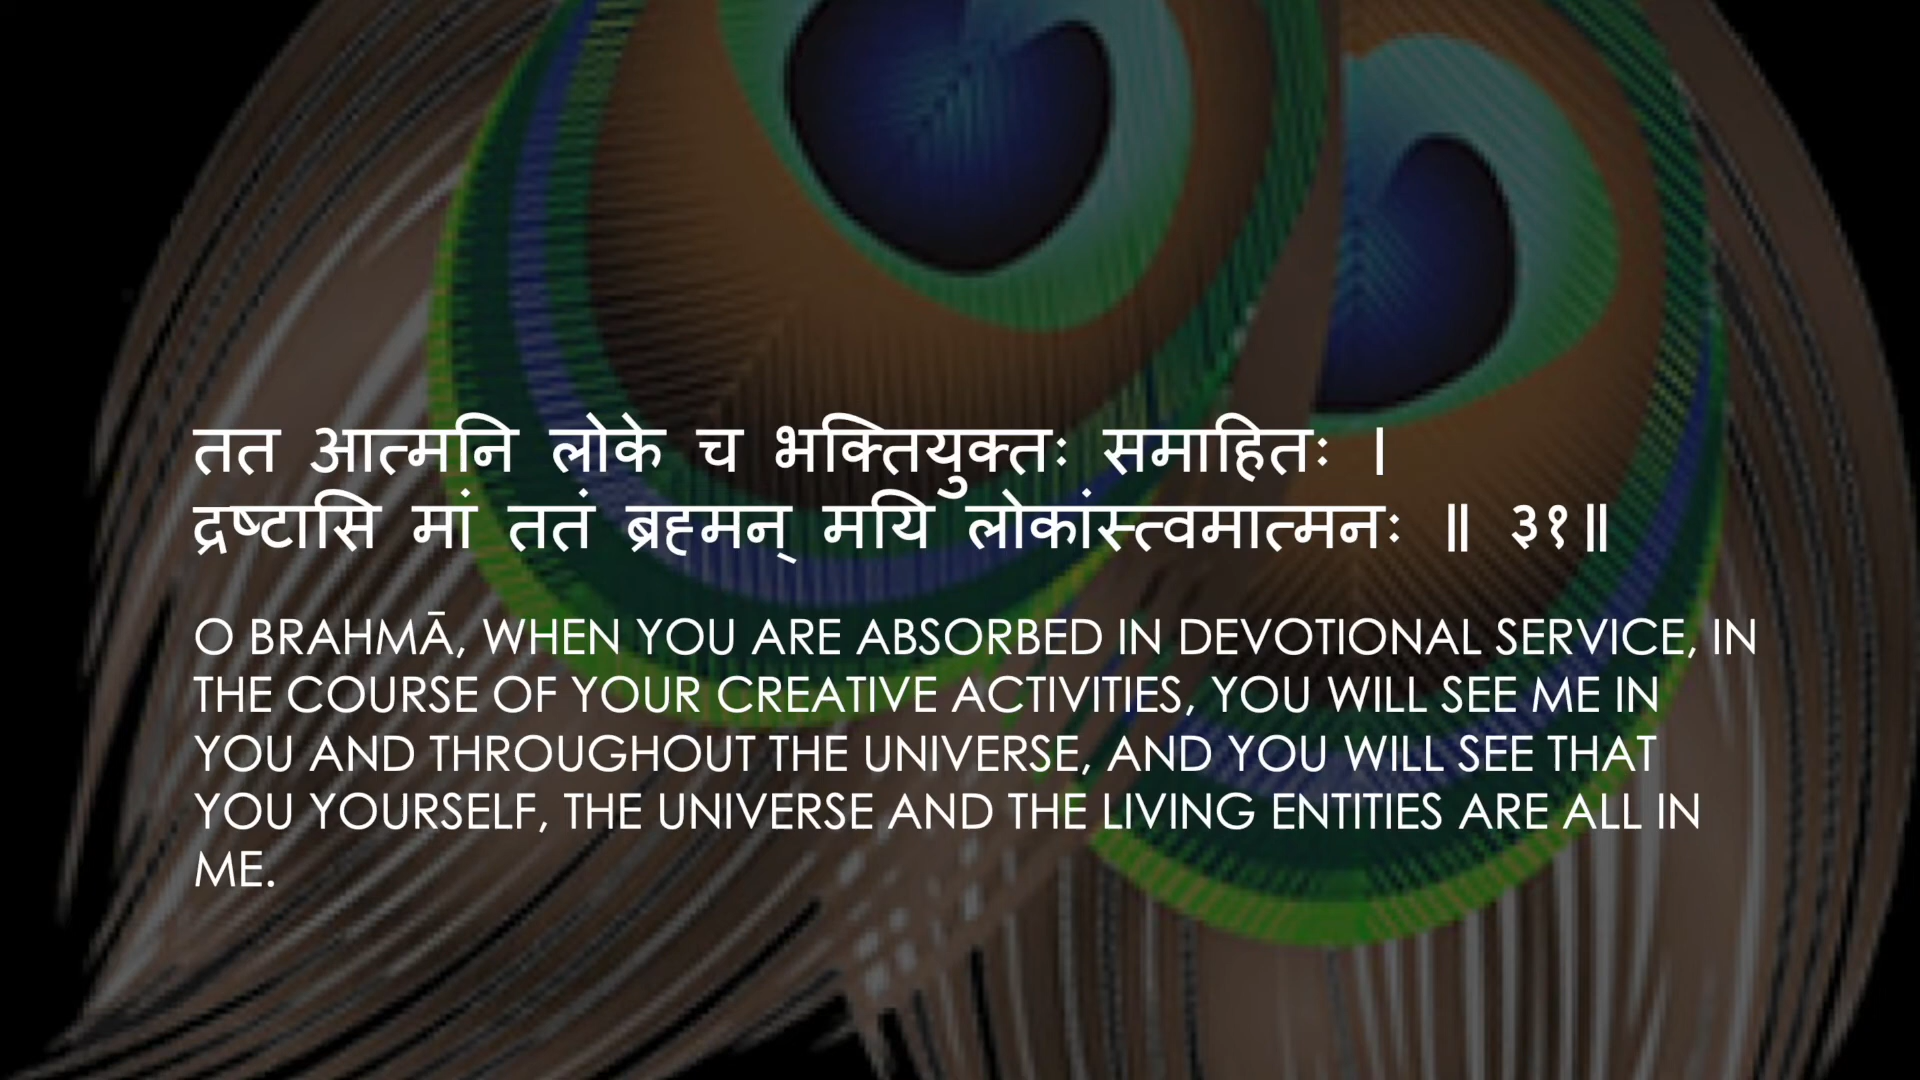 तत आत्मनि लोके च भक्तियुक्तः समाहितः ।
द्रष्टासि मां ततं ब्रह्मन् मयि लोकांस्त्वमात्मनः ॥ ३१॥
O BRAHMĀ, WHEN YOU ARE ABSORBED IN DEVOTIONAL SERVICE, IN
THE COURSE OF YOUR CREATIVE ACTIVITIES, YOU WILL SEE ME IN
YOU AND THROUGHOUT THE UNIVERSE, AND YOU WILL SEE THAT
YOU YOURSELF, THE UNIVERSE AND THE LIVING ENTITIES ARE ALL IN
ME.